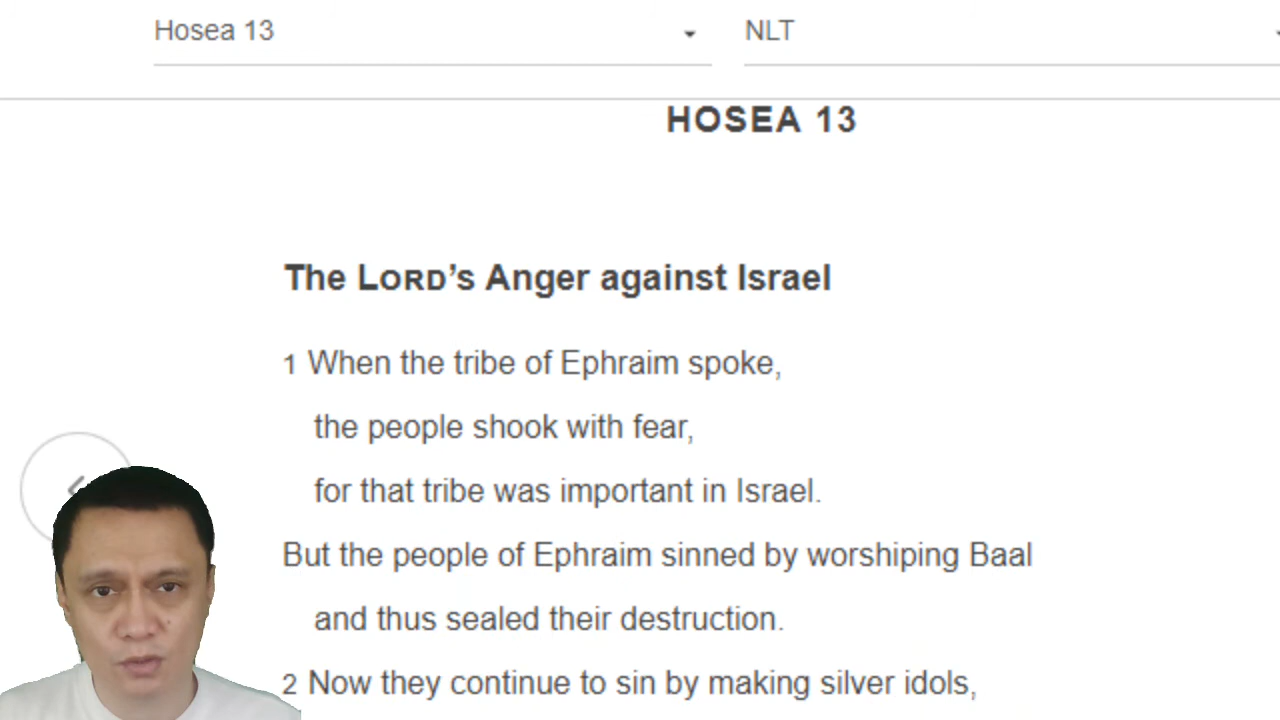 Hosea 13
NLT
HOSEA 13
The LORD’s Anger against Israel
1 When the tribe of Ephraim spoke,
the people shook with fear,
for that tribe was important in Israel.
But the people of Ephraim sinned by worshiping Baal
and thus sealed their destruction.
2 Now they continue to sin by making silver idols,